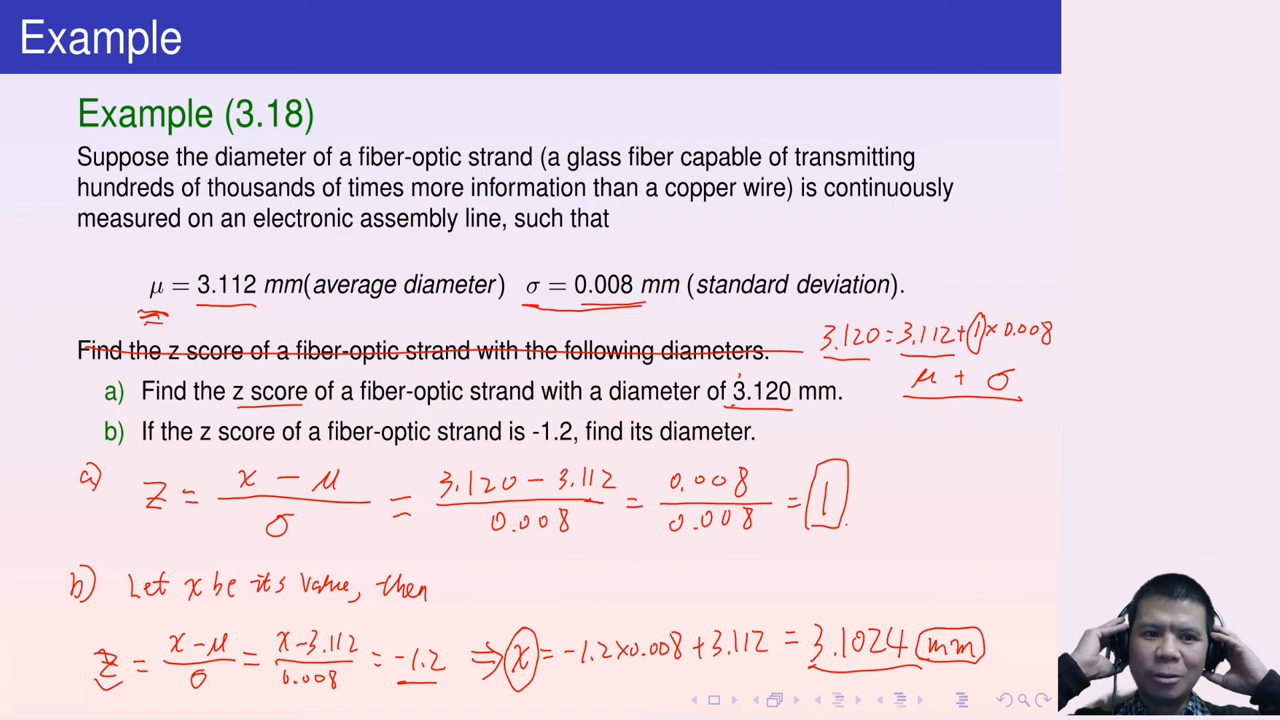 Example
Example (3.18)
Suppose the diameter of a fiber-optic strand (a glass fiber capable of transmitting
hundreds of thousands of times more information than a copper wire) is continuously
measured on an electronic assembly line, such that
μ = 3.112 mm(average diameter) σ = 0.008 mm (standard deviation).
3.120 = 3.112 + 1 × 0.008
Find the z score of a fiber-optic strand with the following diameters.
μ + σ
a) Find the z score of a fiber-optic strand with a diameter of 3.120 mm.
b) If the z score of a fiber-optic strand is -1.2, find its diameter.
a) z = x - μ / σ = 3.120 - 3.112 / 0.008 = 0.008 / 0.008 = 1
b) Let x be its value, then
z = x - μ / σ = x - 3.112 / 0.008 = -1.2 ⇒ x = -1.2 × 0.008 + 3.112 = 3.1024 mm